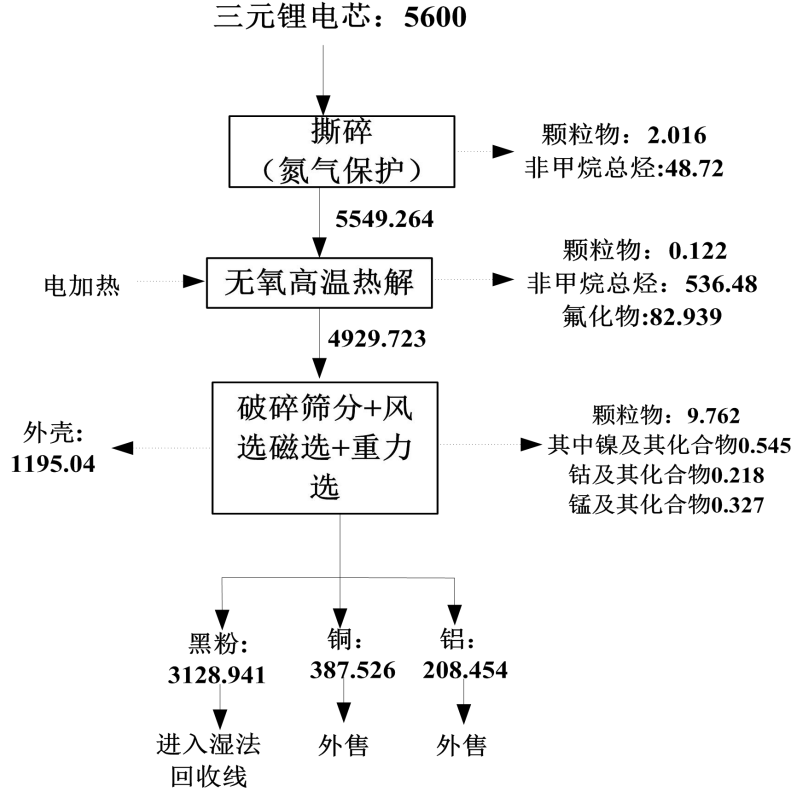 三元锂电芯：5600
撕碎
（氮气保护）
颗粒物：2.016
非甲烷总烃:48.72
5549.264
电加热
无氧高温热解
颗粒物：0.122
非甲烷总烃：536.48
氟化物:82.939
4929.723
外壳:
1195.04
破碎筛分+风
选磁选+重力
选
颗粒物：9.762
其中镍及其化合物0.545
钴及其化合物0.218
锰及其化合物0.327
黑粉:
3128.941
铜：
387.526
铝：
208.454
进入湿法
回收线
外售
外售